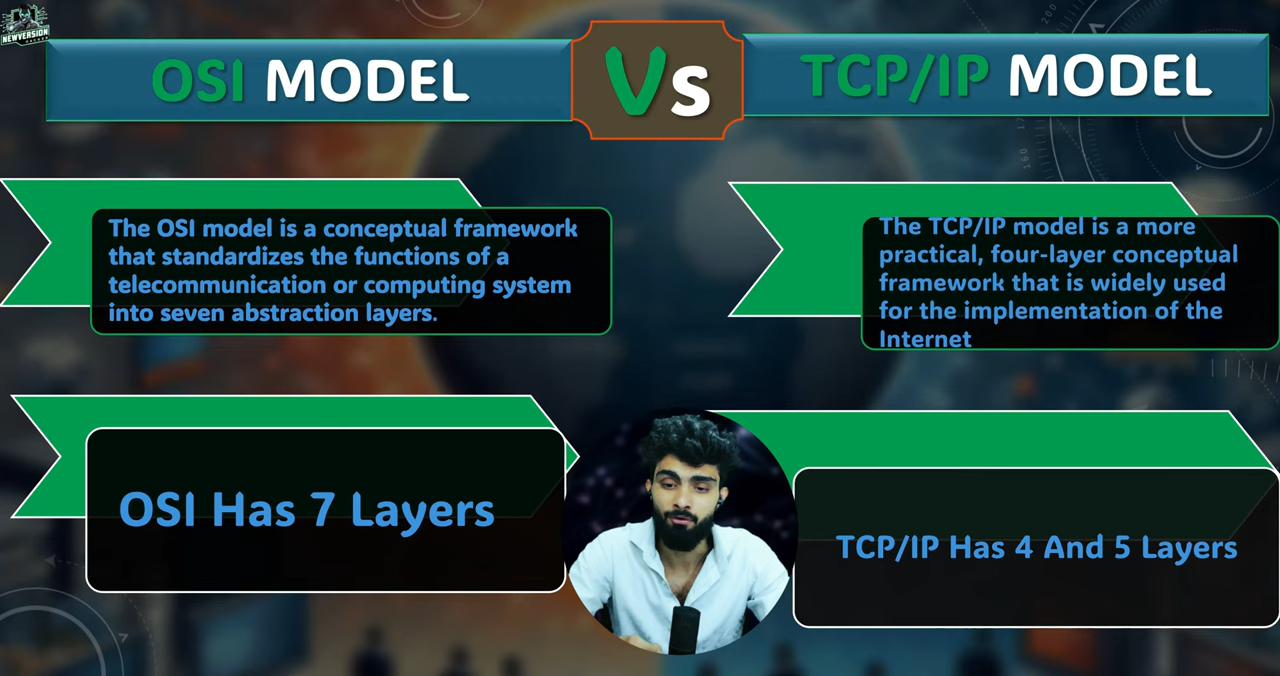 NEWVERSION
OSI MODEL
Vs
TCP/IP MODEL
The OSI model is a conceptual framework
that standardizes the functions of a
telecommunication or computing system
into seven abstraction layers.
The TCP/IP model is a more
practical, four-layer conceptual
framework that is widely used
for the implementation of the
Internet
OSI Has 7 Layers
TCP/IP Has 4 And 5 Layers
200
160